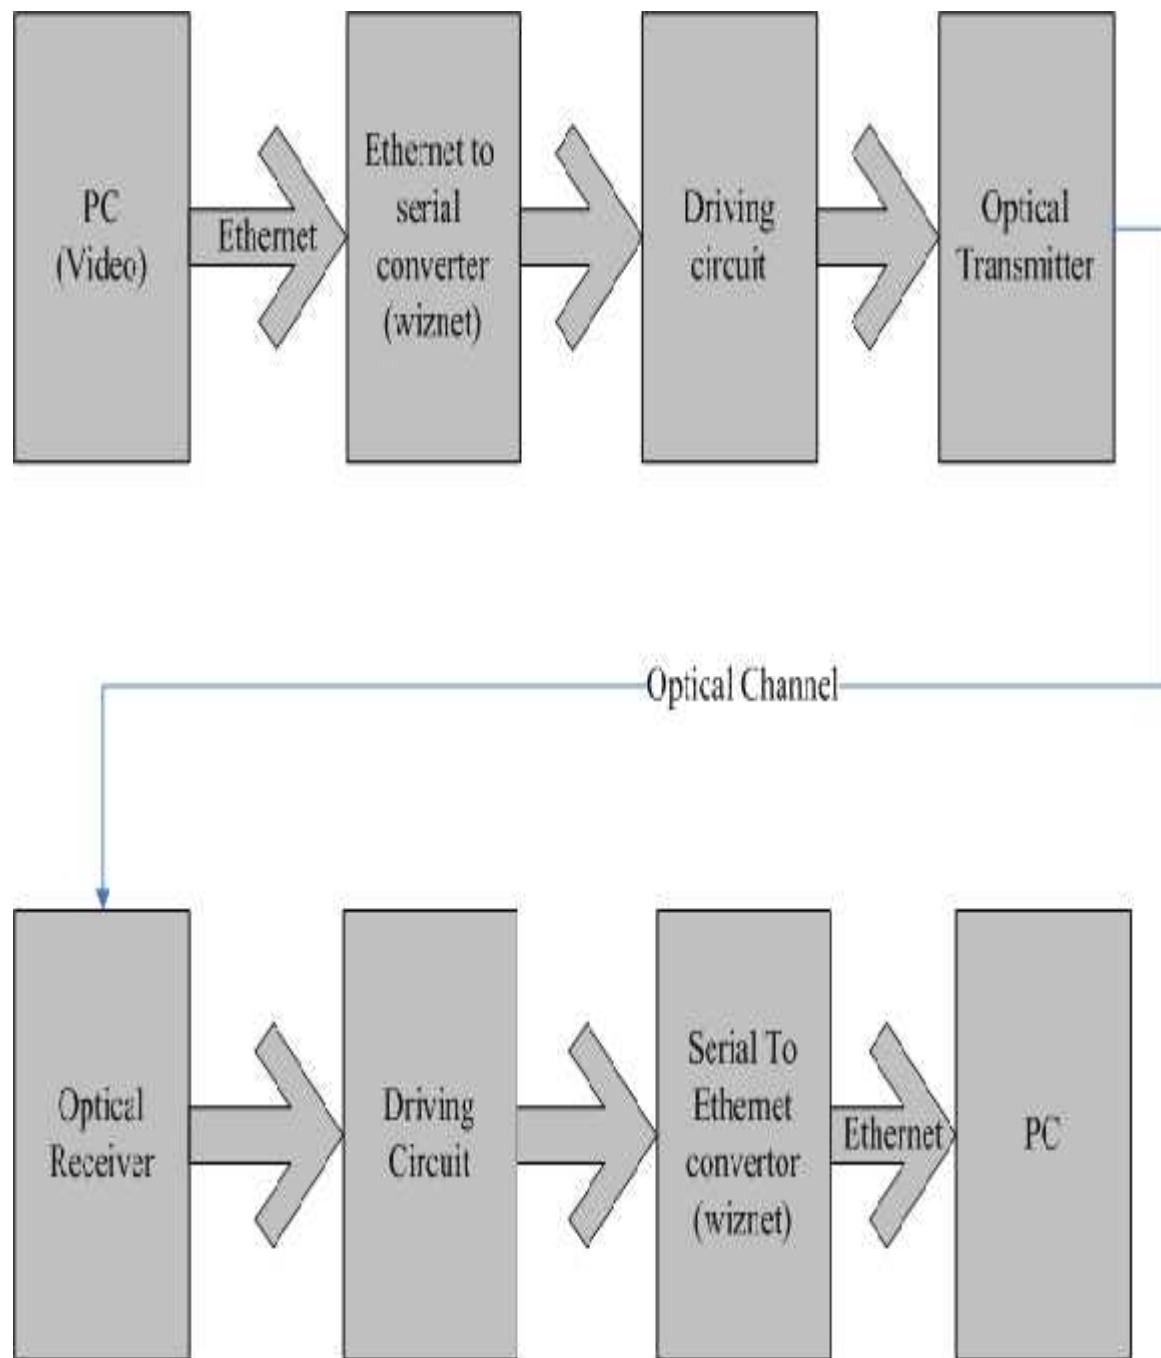 PC
(Video)
Ethernet
Ethernet to
serial
converter
(wiznet)
Driving
circuit
Optical
Transmitter
Optical Channel
Optical
Receiver
Driving
Circuit
Serial To
Ethernet
convertor
(wiznet)
Ethernet
PC